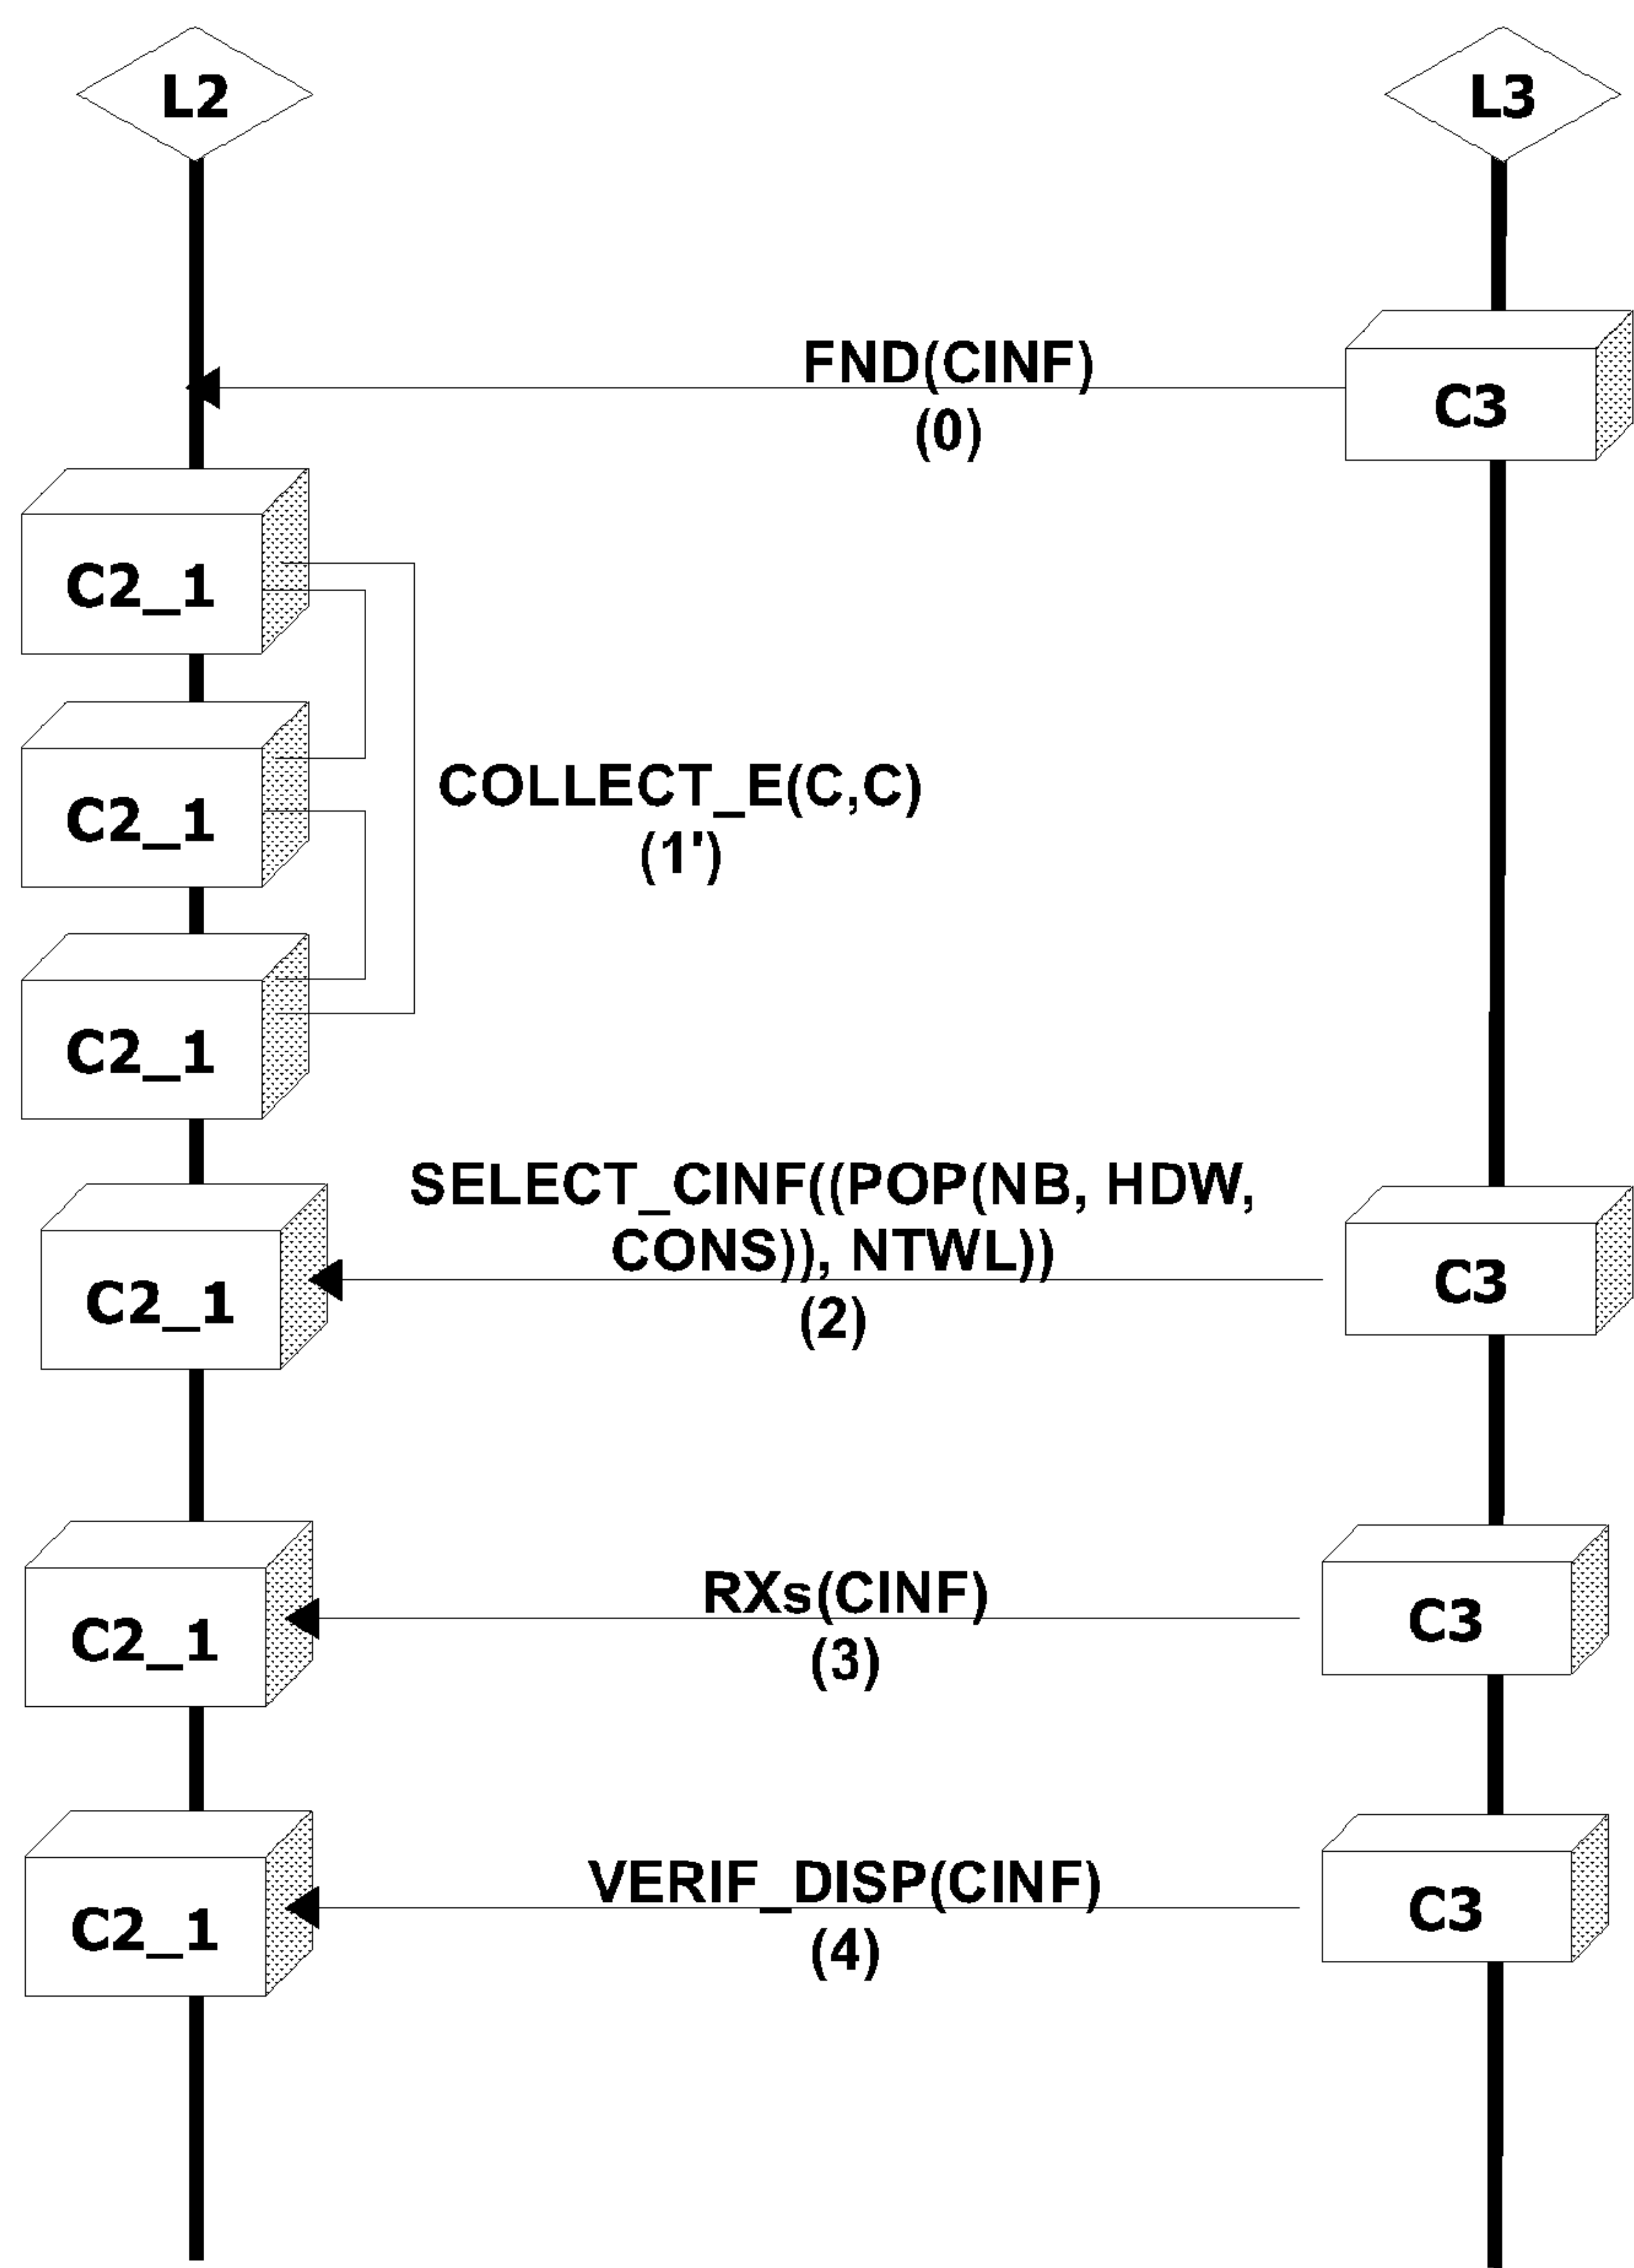 L2
L3
FND(CINF)
(0)
C3
C2_1
C2_1
COLLECT_E(C,C)
(1')
C2_1
SELECT_CINF((POP(NB, HDW,
CONS)), NTWL))
(2)
C2_1
C3
RXs(CINF)
(3)
C2_1
C3
VERIF_DISP(CINF)
(4)
C2_1
C3